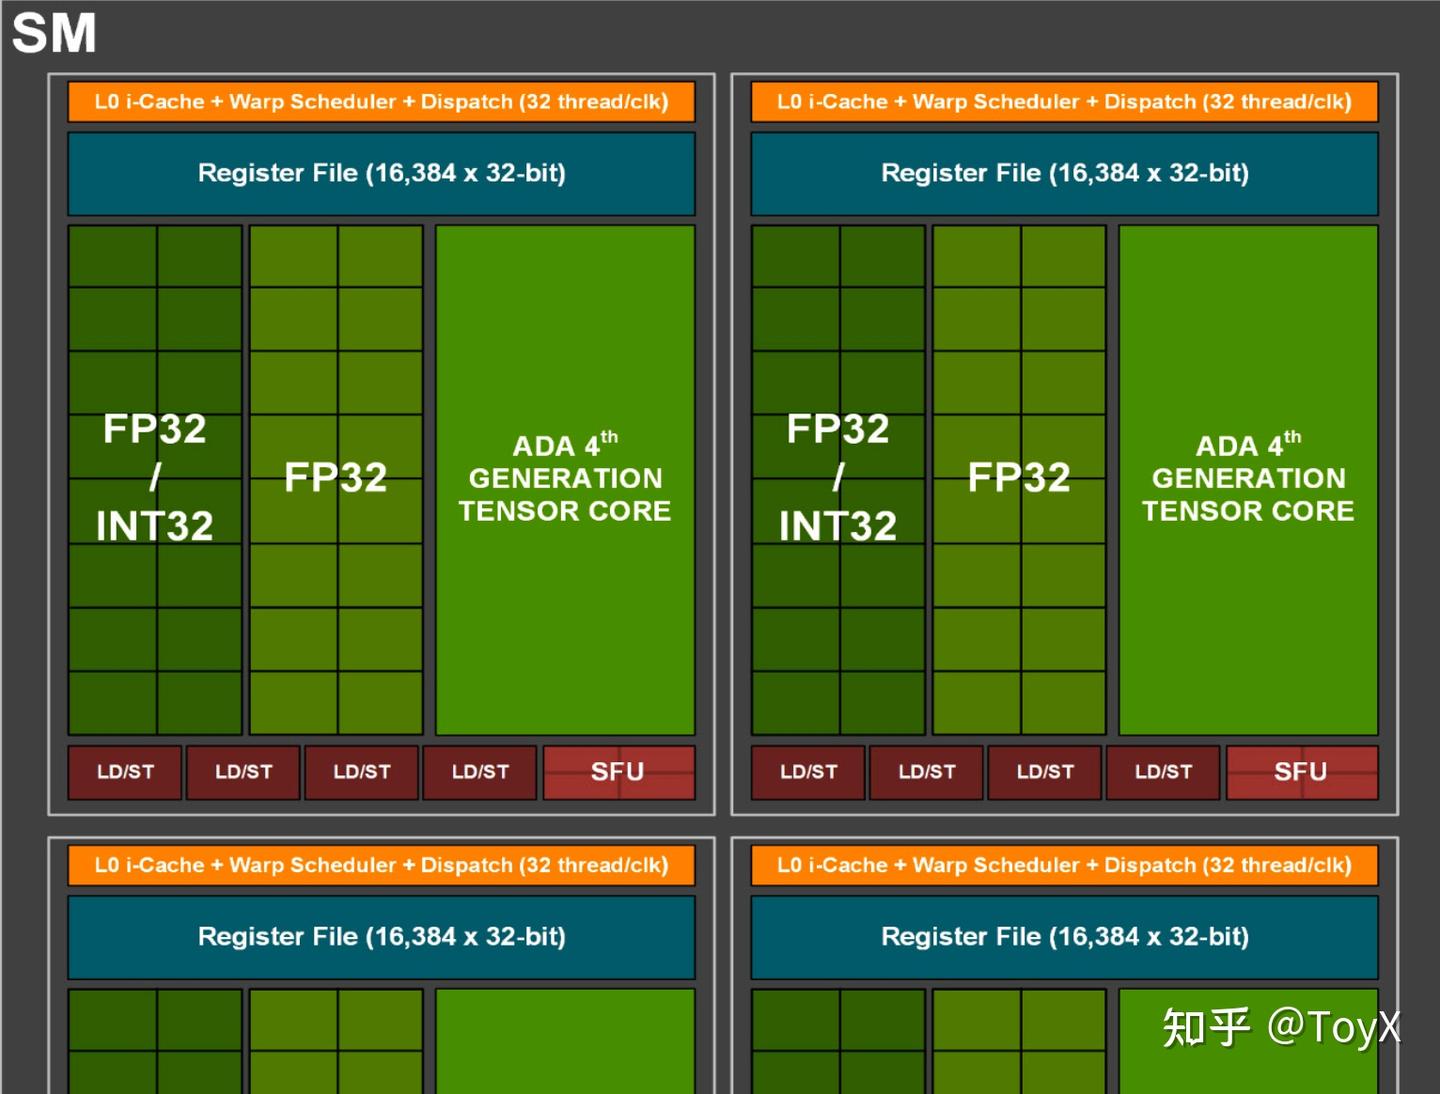 SM
L0 i-Cache + Warp Scheduler + Dispatch (32 thread/clk)
Register File (16,384 x 32-bit)
FP32
/
INT32
FP32
ADA 4th
GENERATION
TENSOR CORE
LD/ST
LD/ST
LD/ST
LD/ST
SFU
L0 i-Cache + Warp Scheduler + Dispatch (32 thread/clk)
Register File (16,384 x 32-bit)
FP32
/
INT32
FP32
ADA 4th
GENERATION
TENSOR CORE
LD/ST
LD/ST
LD/ST
LD/ST
SFU
L0 i-Cache + Warp Scheduler + Dispatch (32 thread/clk)
Register File (16,384 x 32-bit)
L0 i-Cache + Warp Scheduler + Dispatch (32 thread/clk)
Register File (16,384 x 32-bit)
知乎 @ToyX